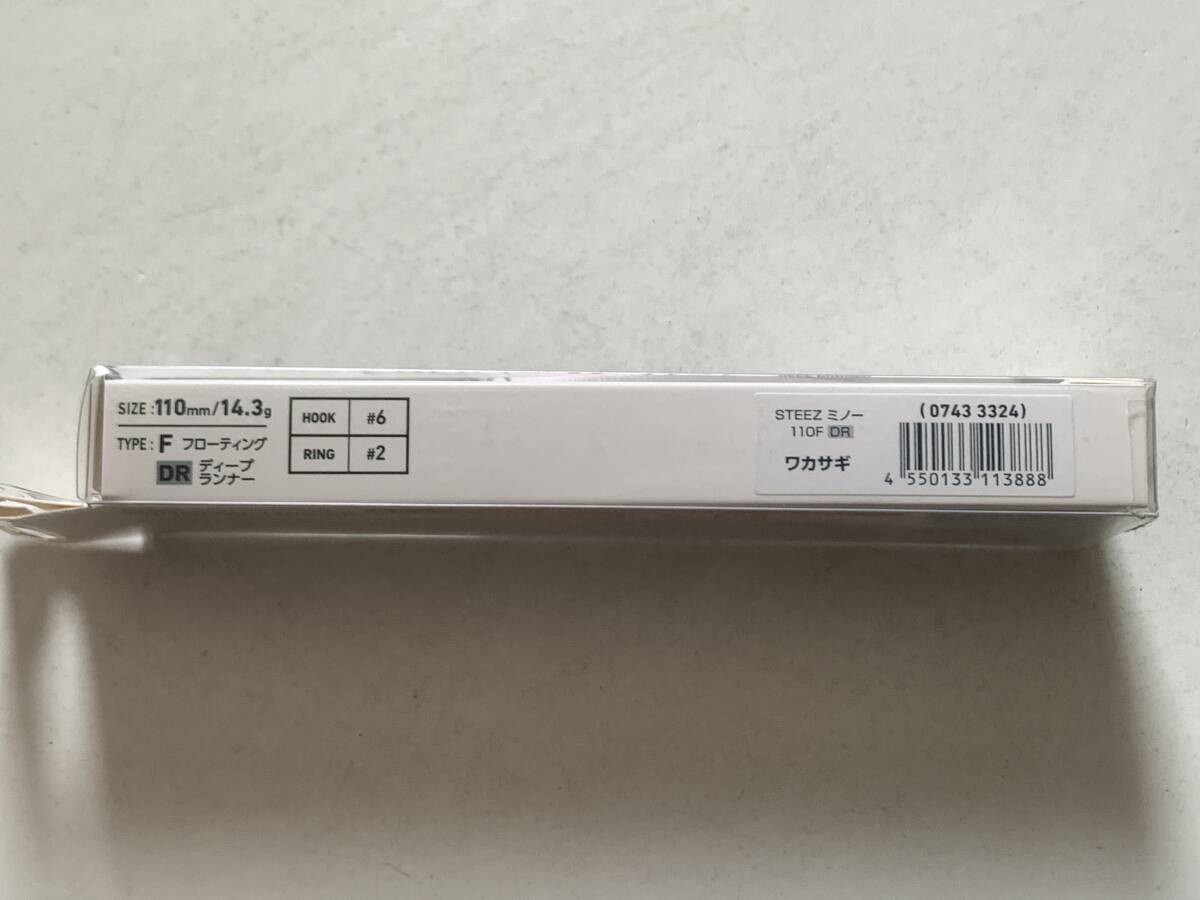 SIZE : 110mm/14.3g
TYPE : F フローティング
DR ディープ
ランナー
HOOK #6
RING #2
STEEZ ミノー
110F DR
ワカサギ
(0743 3324)
4 550133 113888